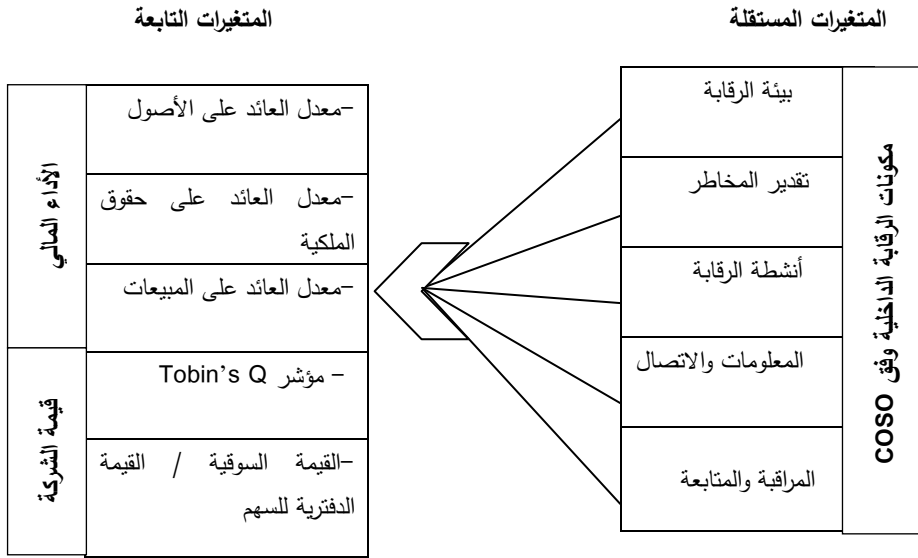 المتغيرات المستقلة
المتغيرات التابعة
مكونات الرقابة الداخلية وفق COSO
بيئة الرقابة
تقدير المخاطر
أنشطة الرقابة
المعلومات والاتصال
المراقبة والمتابعة
الأداء المالي
-معدل العائد على الأصول
-معدل العائد على حقوق
الملكية
-معدل العائد على المبيعات
قيمة الشركة
- مؤشر Tobin's Q
-القيمة السوقية / القيمة
الدفترية للسهم